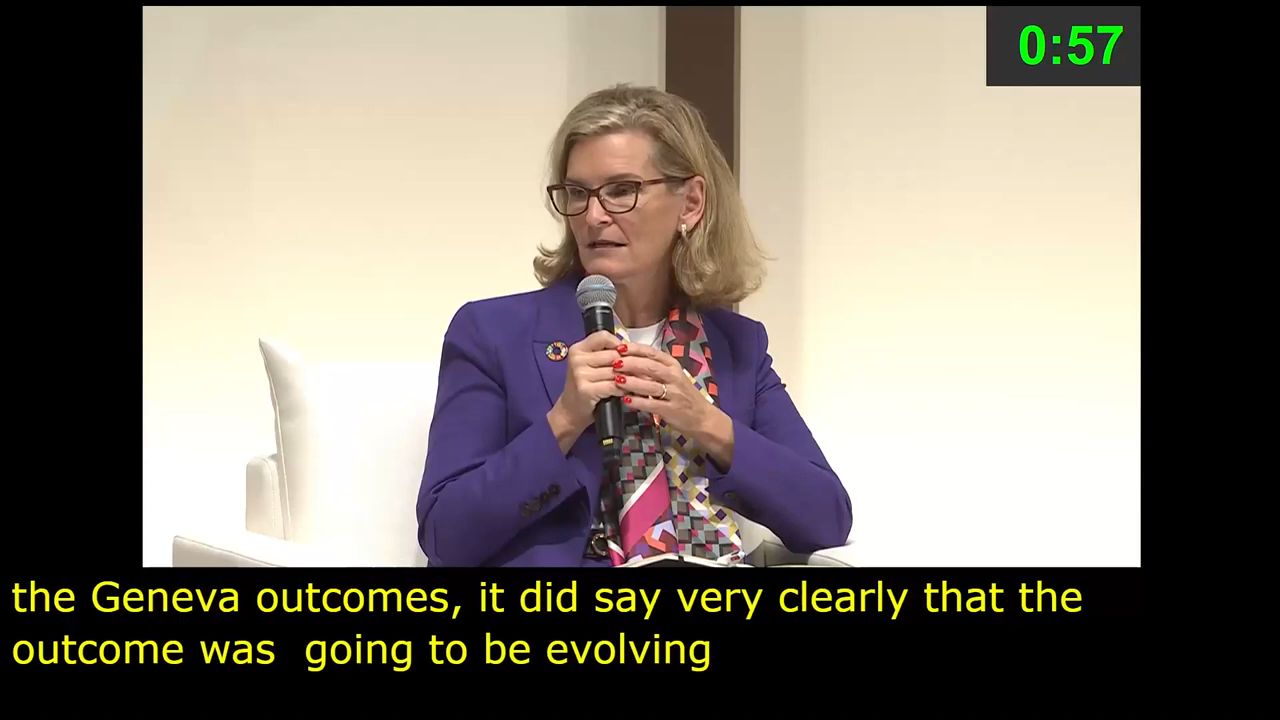 0:57
the Geneva outcomes, it did say very clearly that the
outcome was  going to be evolving